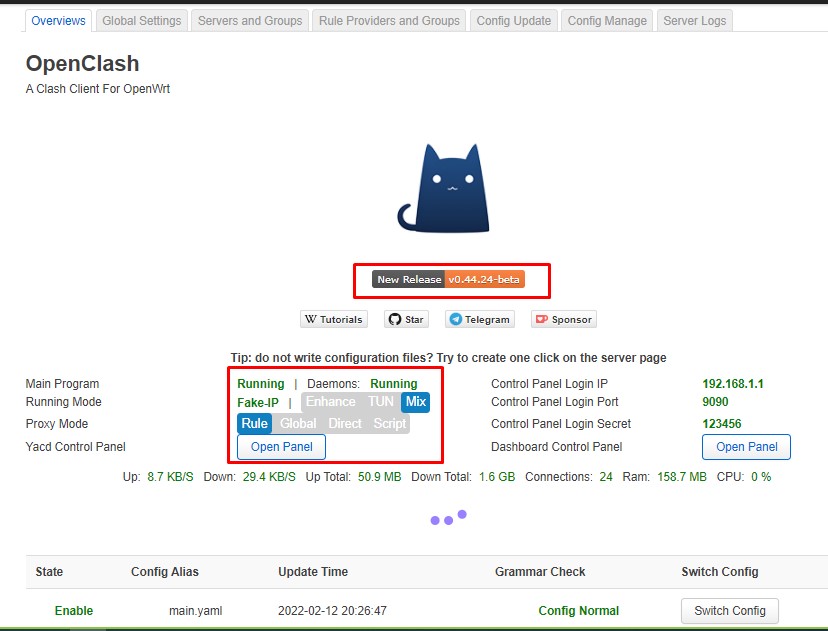 Overviews Global Settings Servers and Groups Rule Providers and Groups Config Update Config Manage Server Logs
OpenClash
A Clash Client For OpenWrt
New Release v0.44.24-beta
Tutorials Star Telegram Sponsor
Tip: do not write configuration files? Try to create one click on the server page
Main Program Running | Daemons: Running Control Panel Login IP 192.168.1.1
Running Mode Fake-IP | Enhance TUN Mix Control Panel Login Port 9090
Proxy Mode Rule Global Direct Script Control Panel Login Secret 123456
Yacd Control Panel Open Panel Dashboard Control Panel Open Panel
Up: 8.7 KB/S Down: 29.4 KB/S Up Total: 50.9 MB Down Total: 1.6 GB Connections: 24 Ram: 158.7 MB CPU: 0 %
State Config Alias Update Time Grammar Check Switch Config
Enable main.yaml 2022-02-12 20:26:47 Config Normal Switch Config